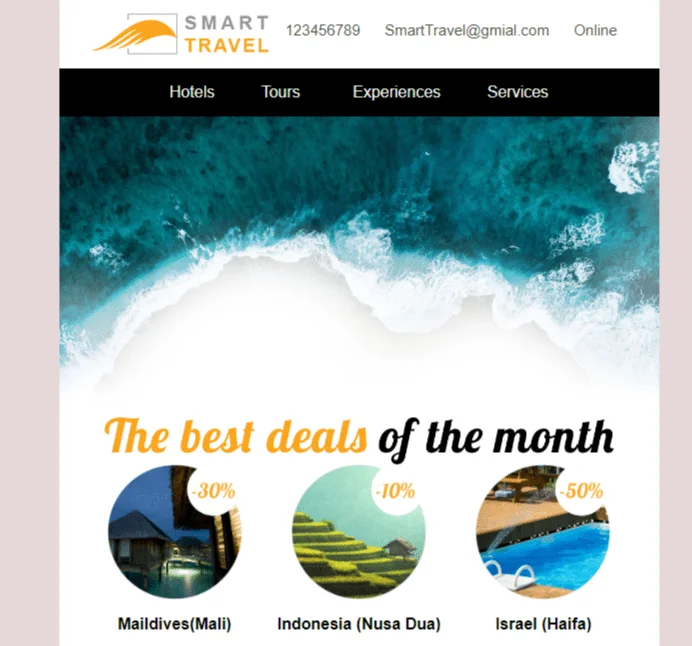 SMART
TRAVEL
123456789 SmartTravel@gmial.com Online
Hotels Tours Experiences Services
The best deals of the month
-30% -10% -50%
Maildives(Mali) Indonesia (Nusa Dua) Israel (Haifa)